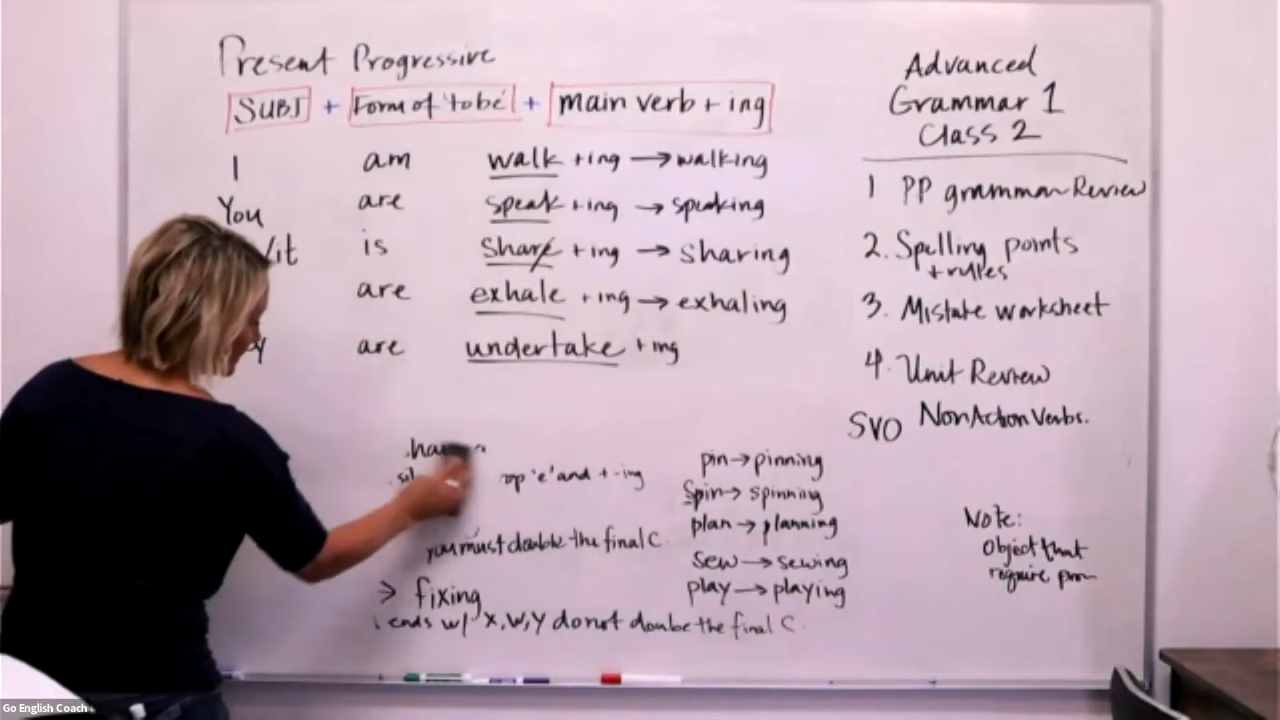 Present Progressive
SUBJ + Form of 'to be' + main verb + ing
I am walk +ing → walking
You are speak +ing → speaking
/it is share +ing → sharing
are exhale +ing → exhaling
y are undertake +ing
'e' and + -ing
you must double the final C
> fixing
ends w/ X, W, Y do not double the final C.
pin → pinning
Spin → spinning
plan → planning
sew → sewing
play → playing
Advanced
Grammar 1
Class 2
1 PP grammar Review
2. Spelling points
+ rules
3. Mistake worksheet
4. Unit Review
SVO Non Action Verbs.
Note:
Object that
require
Go English Coach